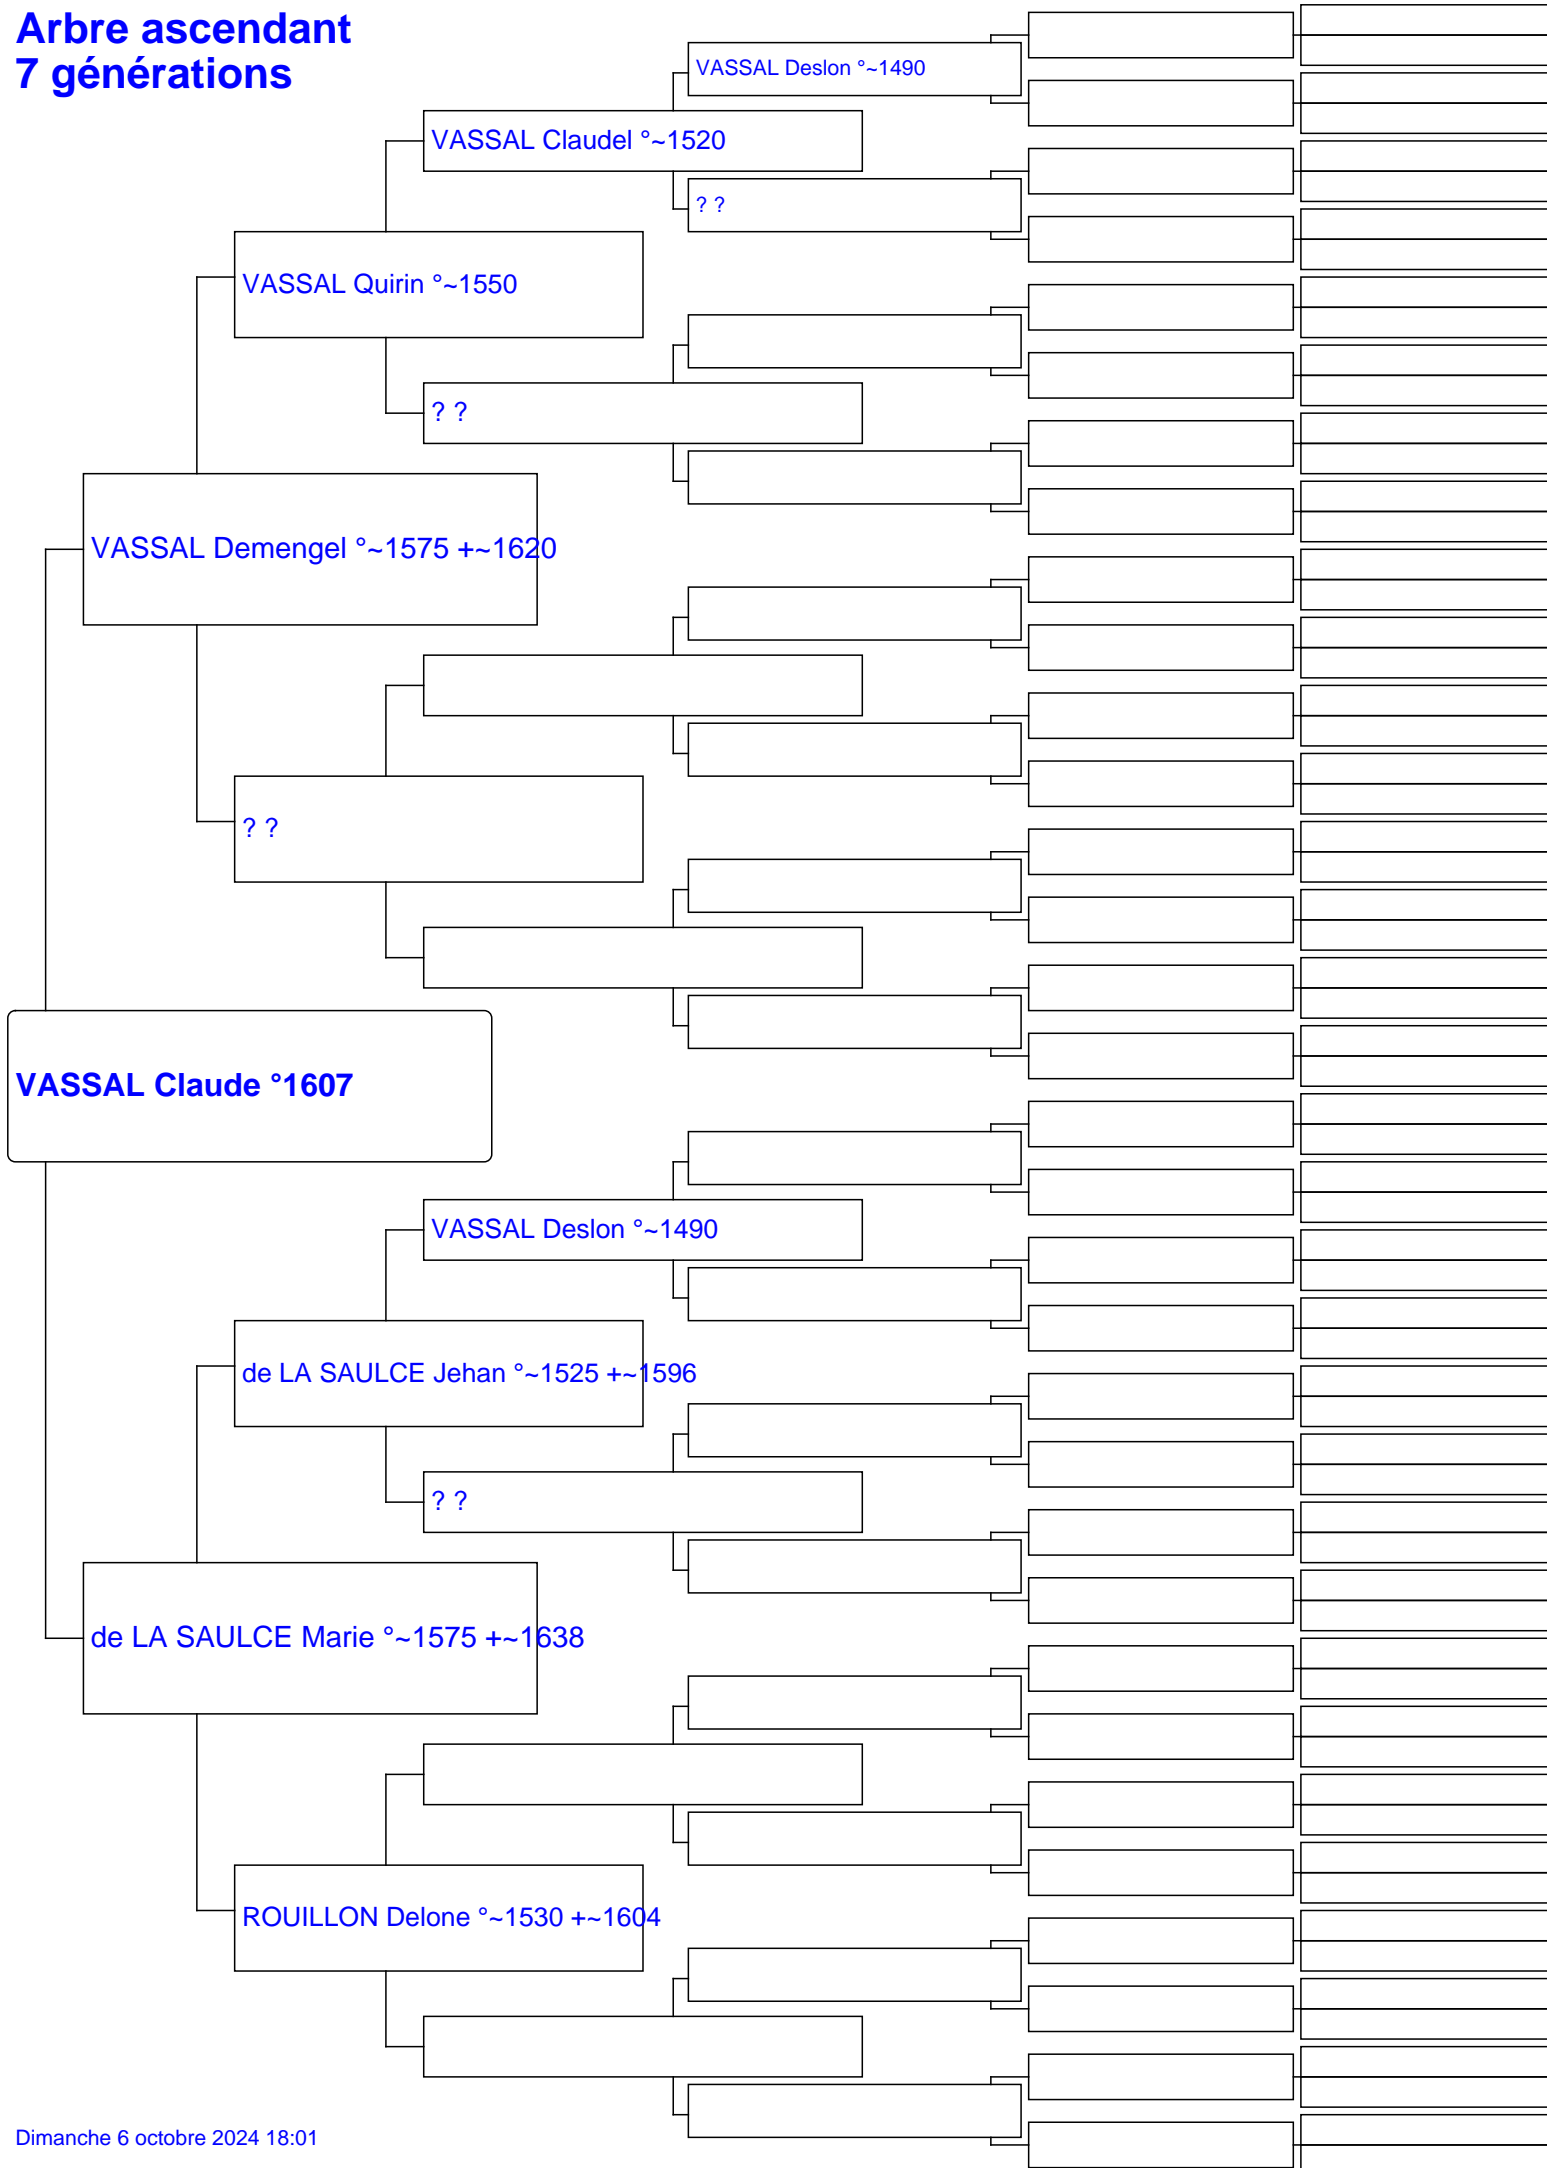 Arbre ascendant
7 générations
VASSAL Deslon °~1490
VASSAL Claudel °~1520
? ?
VASSAL Quirin °~1550
? ?
VASSAL Demengel °~1575 +~1620
? ?
VASSAL Claude °1607
VASSAL Deslon °~1490
de LA SAULCE Jehan °~1525 +~1596
? ?
de LA SAULCE Marie °~1575 +~1638
ROUILLON Delone °~1530 +~1604
Dimanche 6 octobre 2024 18:01